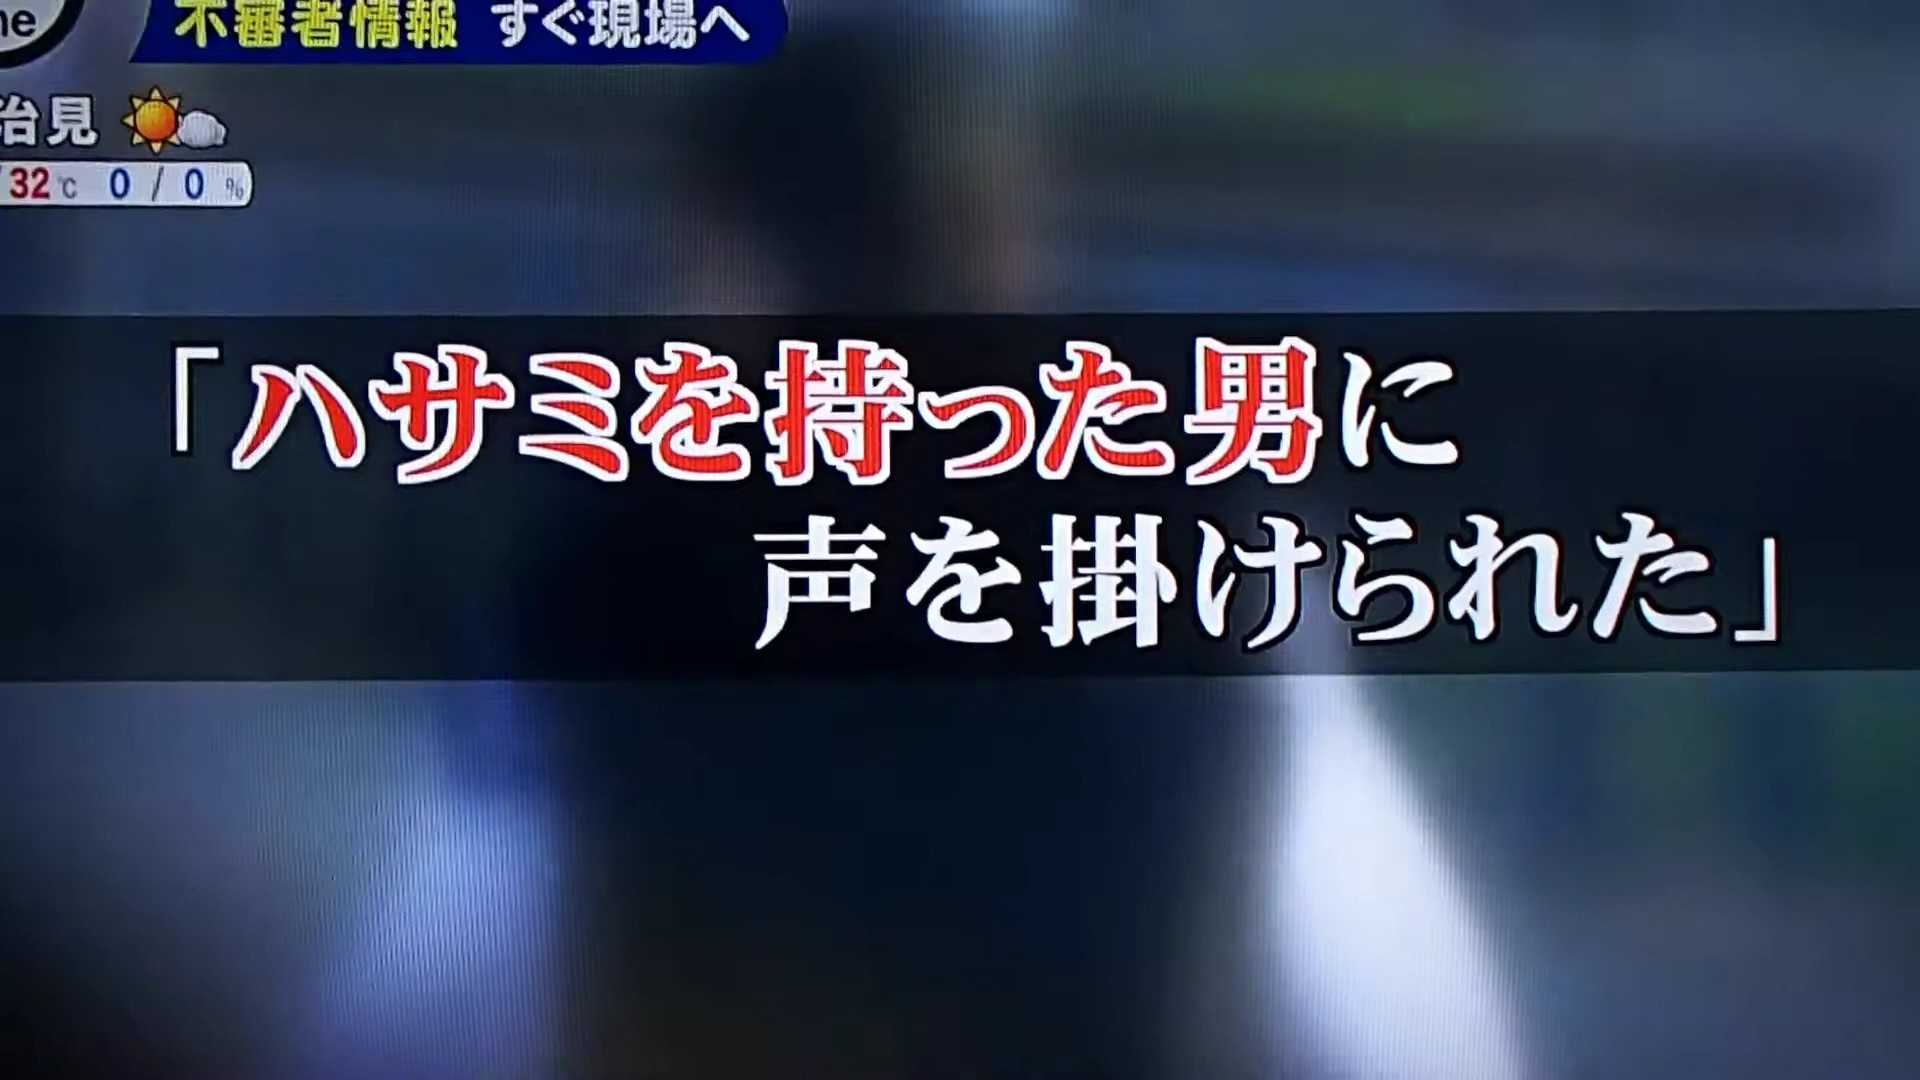 ne
不審者情報 すぐ現場へ
治見
/32℃ 0 / 0 %
「ハサミを持った男に
声を掛けられた」